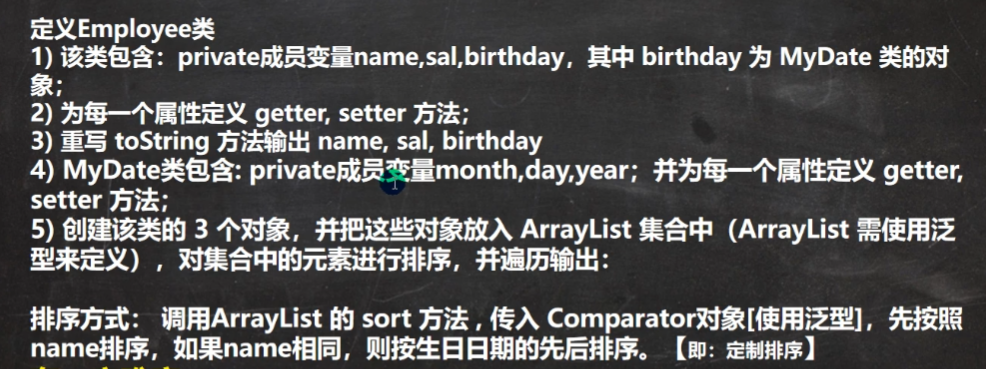 定义Employee类
1) 该类包含：private成员变量name,sal,birthday，其中 birthday 为 MyDate 类的对
象；
2) 为每一个属性定义 getter, setter 方法；
3) 重写 toString 方法输出 name, sal, birthday
4) MyDate类包含: private成员变量month,day,year；并为每一个属性定义 getter,
setter 方法；
5) 创建该类的 3 个对象，并把这些对象放入 ArrayList 集合中（ArrayList 需使用泛
型来定义），对集合中的元素进行排序，并遍历输出：
排序方式： 调用ArrayList 的 sort 方法 , 传入 Comparator对象[使用泛型]，先按照
name排序，如果name相同，则按生日日期的先后排序。【即：定制排序】